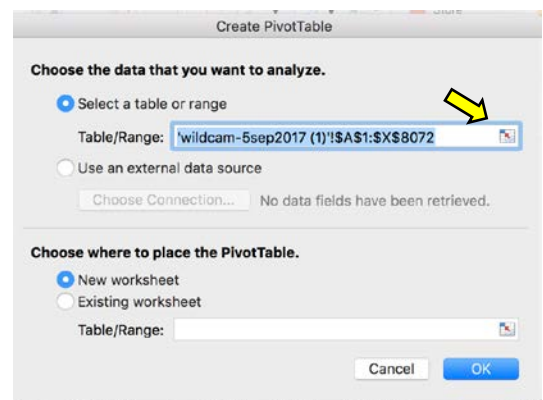 Store
Create PivotTable
Choose the data that you want to analyze.
Select a table or range
Table/Range: 'wildcam-5sep2017 (1)'!$A$1:$X$8072
Use an external data source
Choose Connection... No data fields have been retrieved.
Choose where to place the PivotTable.
New worksheet
Existing worksheet
Table/Range:
Cancel OK